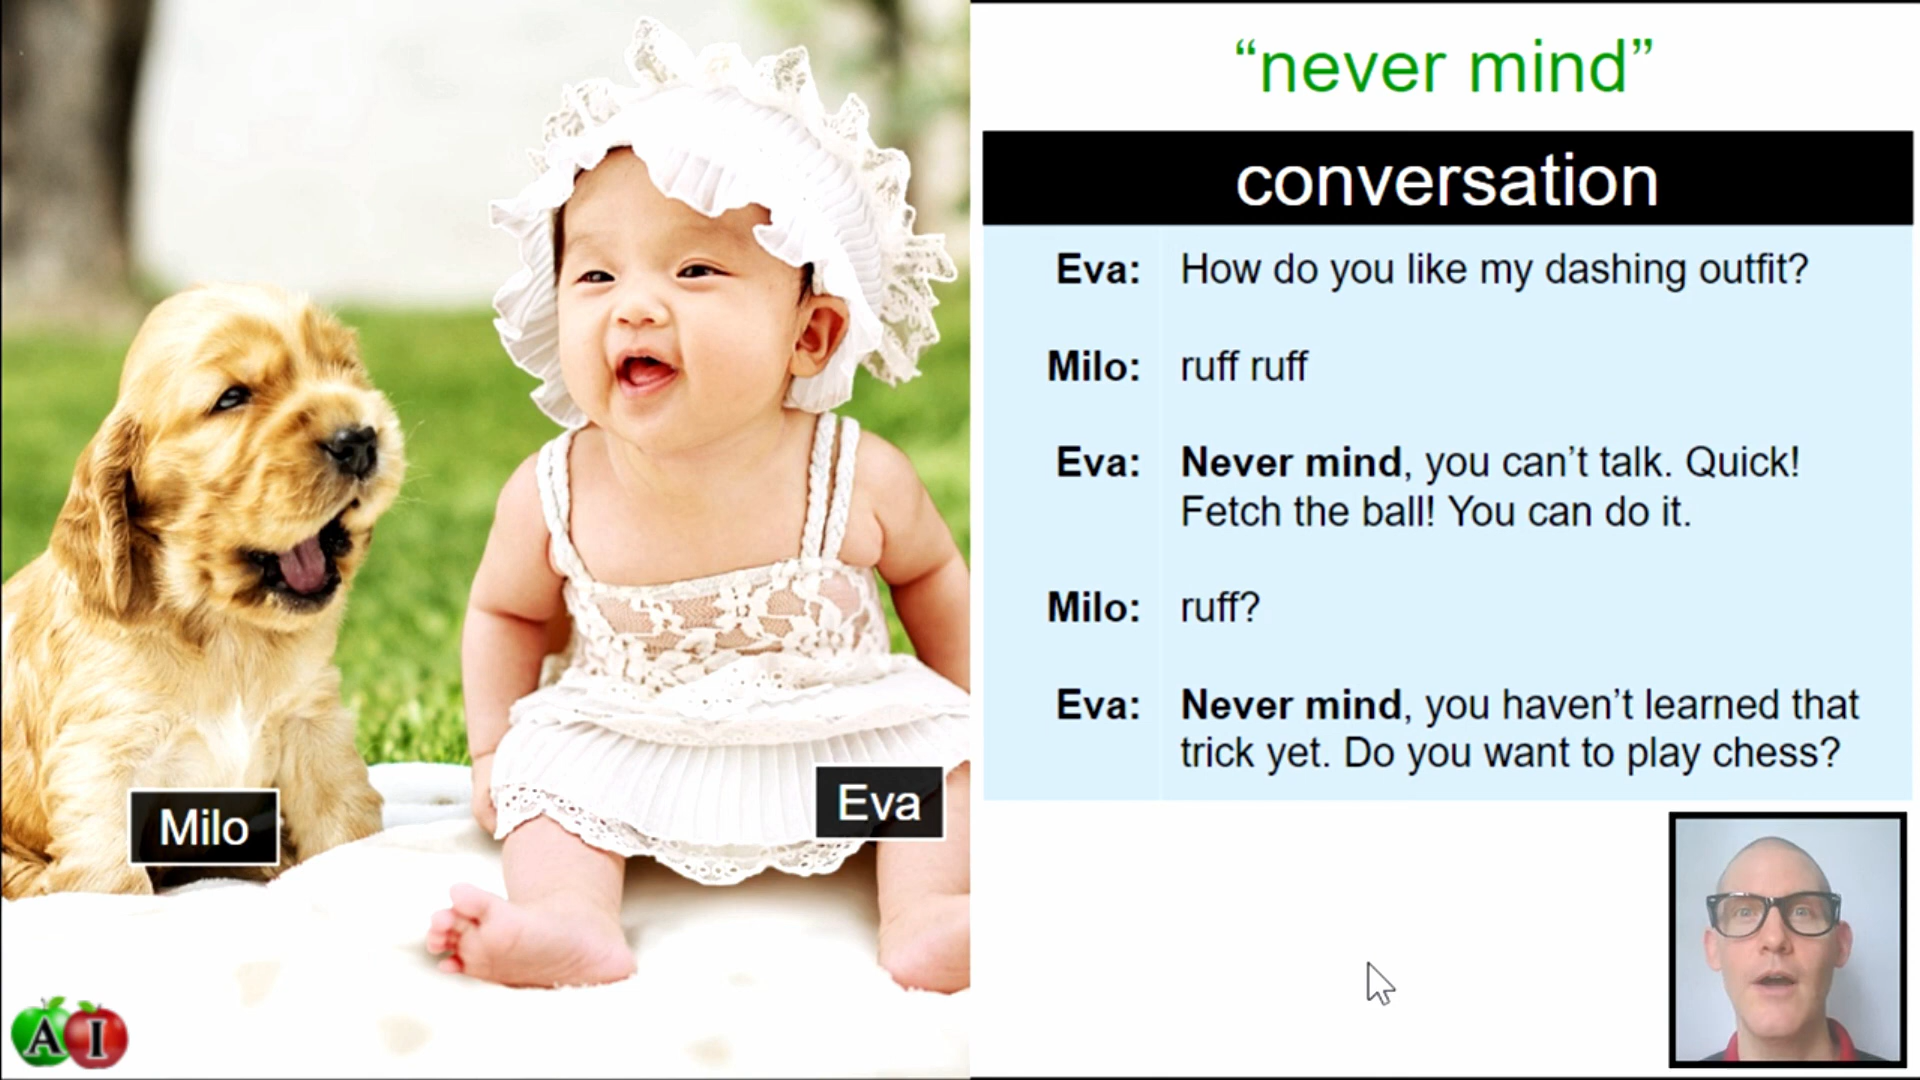 “never mind”
conversation
Eva: How do you like my dashing outfit?
Milo: ruff ruff
Eva: Never mind, you can’t talk. Quick!
Fetch the ball! You can do it.
Milo: ruff?
Eva: Never mind, you haven’t learned that
trick yet. Do you want to play chess?
Milo
Eva
A I